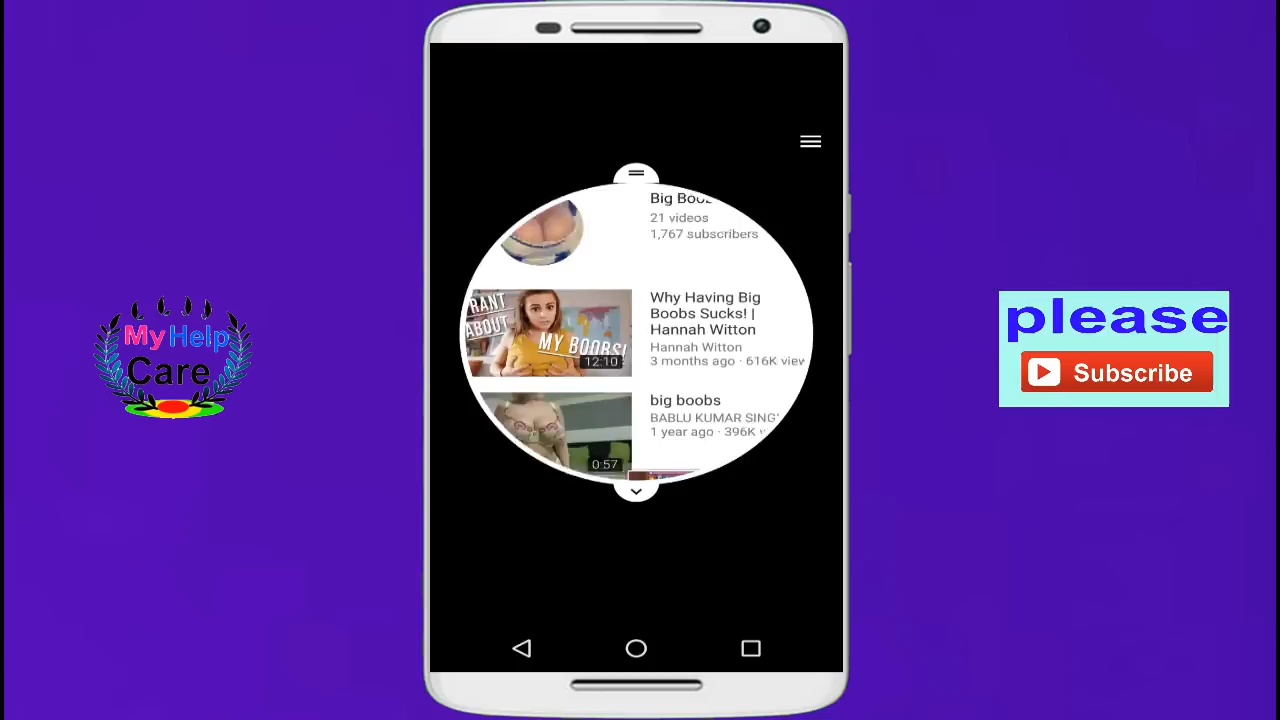 My Help
Care
Big Boo
21 videos
1,767 subscribers
RANT
ABOUT
MY BOOBS!
12:10
Why Having Big
Boobs Sucks! |
Hannah Witton
Hannah Witton
3 months ago · 616K view
big boobs
BABLU KUMAR SING
1 year ago · 396K v
0:57
please
Subscribe